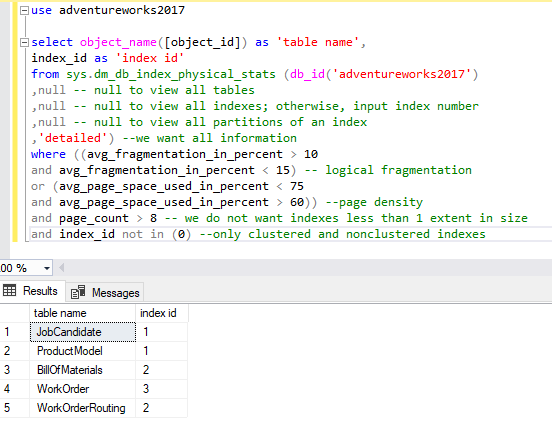 use adventureworks2017
select object_name([object_id]) as 'table name',
index_id as 'index id'
from sys.dm_db_index_physical_stats (db_id('adventureworks2017')
,null -- null to view all tables
,null -- null to view all indexes; otherwise, input index number
,null -- null to view all partitions of an index
,'detailed') --we want all information
where ((avg_fragmentation_in_percent > 10
and avg_fragmentation_in_percent < 15) -- logical fragmentation
or (avg_page_space_used_in_percent < 75
and avg_page_space_used_in_percent > 60)) --page density
and page_count > 8 -- we do not want indexes less than 1 extent in size
and index_id not in (0) --only clustered and nonclustered indexes
.00 %
Results Messages
table name index id
1 JobCandidate 1
2 ProductModel 1
3 BillOfMaterials 2
4 WorkOrder 3
5 WorkOrderRouting 2